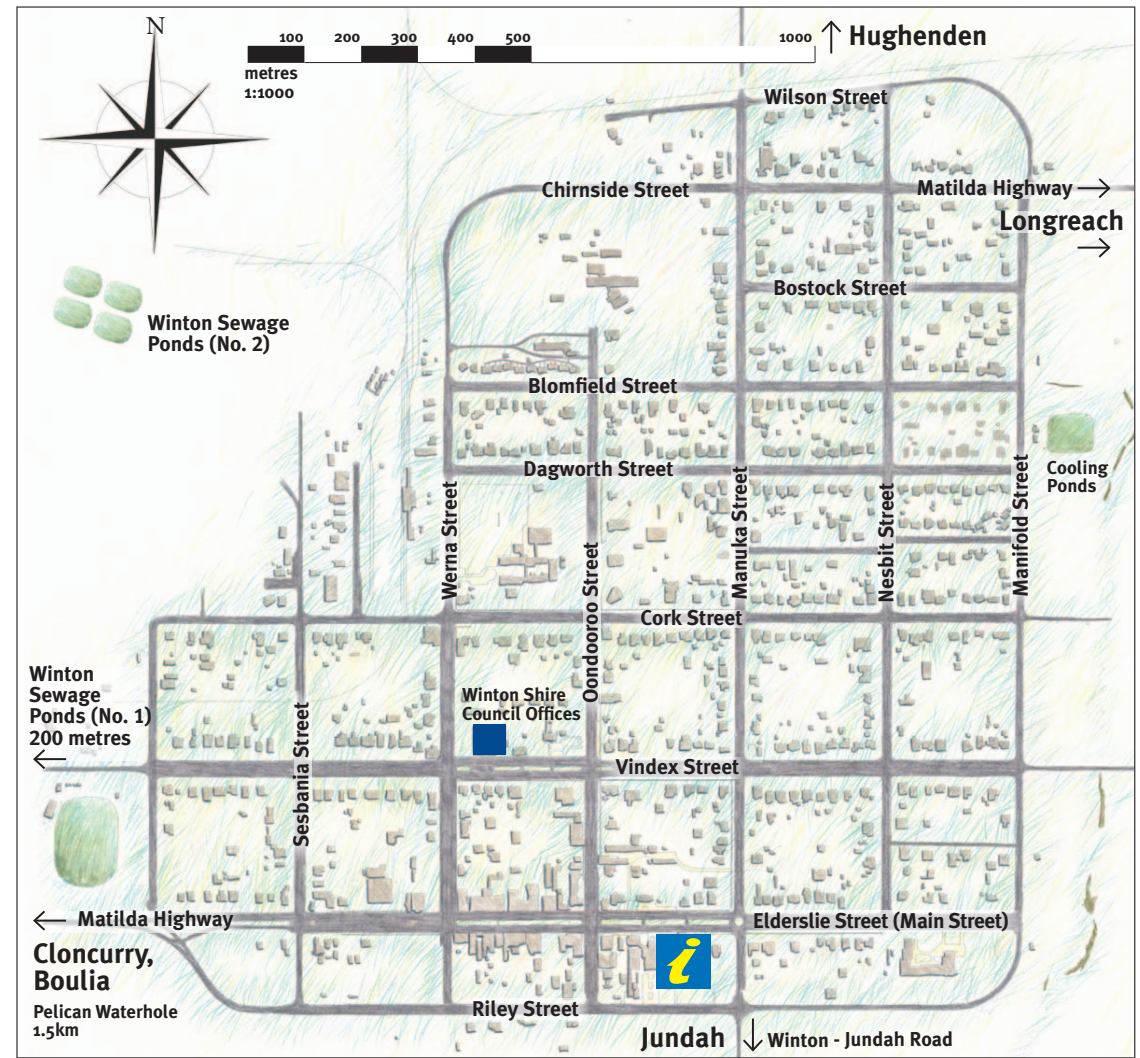 N
100 200 300 400 500 1000
metres
1:1000
Hughenden
Wilson Street
Chirnside Street
Matilda Highway
Longreach
Bostock Street
Winton Sewage
Ponds (No. 2)
Blomfield Street
Dagworth Street
Cooling
Ponds
Werna Street
Oondooroo Street
Manuka Street
Nesbit Street
Manifold Street
Cork Street
Winton
Sewage
Ponds (No. 1)
200 metres
Winton Shire
Council Offices
Sesbania Street
Vindex Street
Matilda Highway
Elderslie Street (Main Street)
Cloncurry,
Boulia
Pelican Waterhole
1.5km
i
Riley Street
Jundah
Winton - Jundah Road